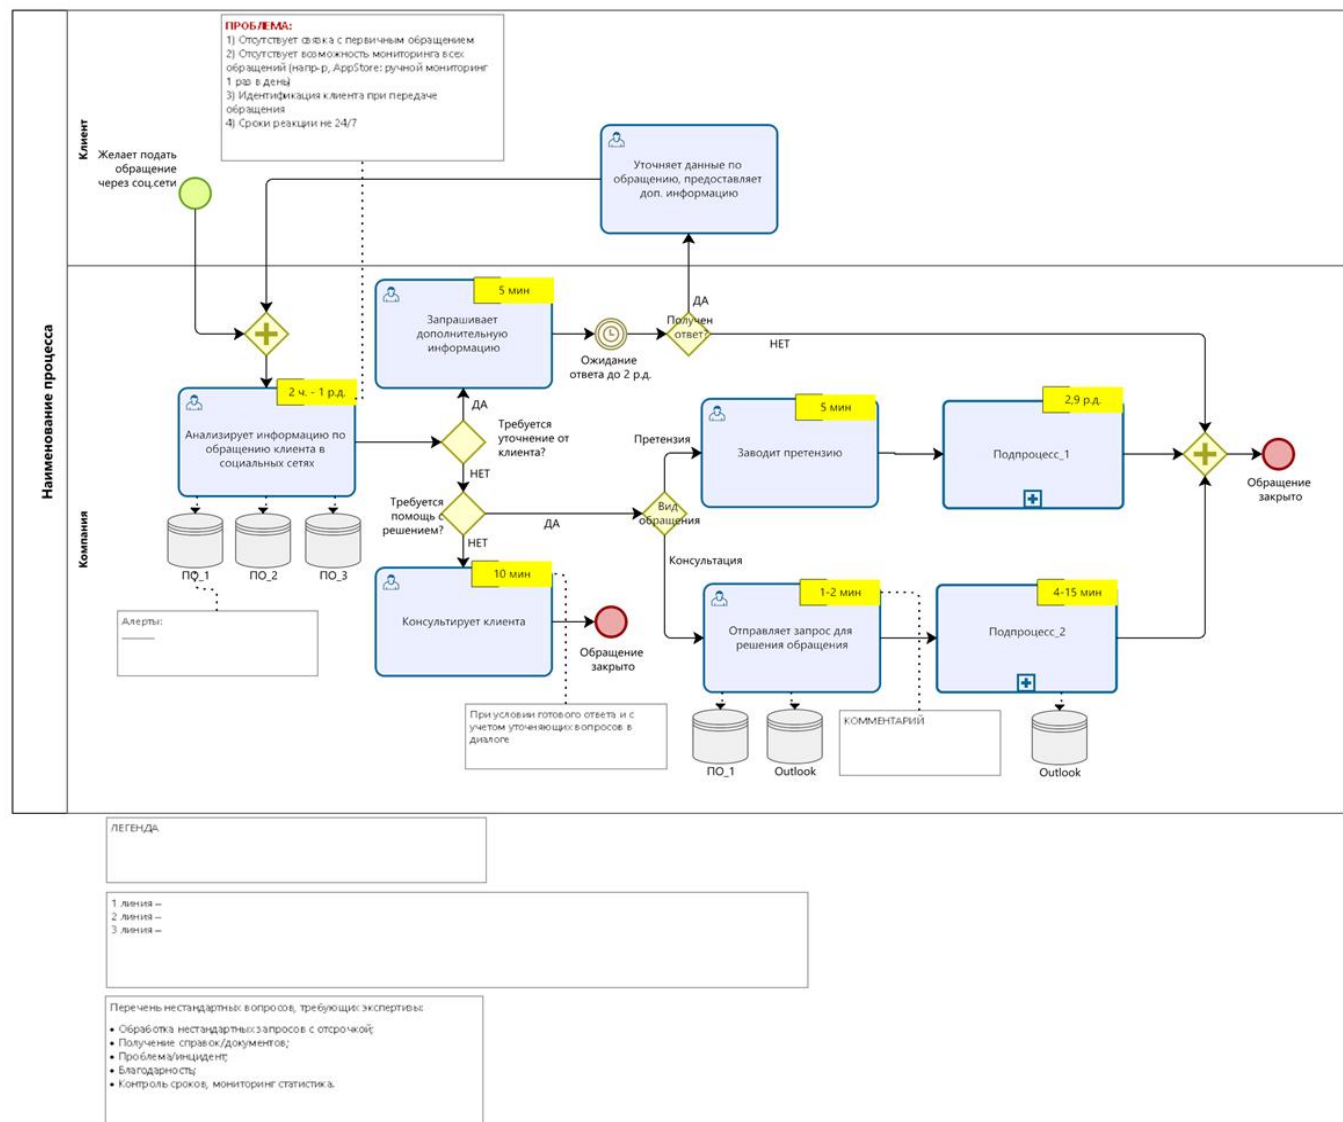 ПРОБЛЕМА:
1) Отсутствует связка с первичным обращением
2) Отсутствует возможность мониторинга всех
обращений (напр-р, AppStore: ручной мониторинг
1 раз в день)
3) Идентификация клиента при передаче
обращения
4) Сроки реакции не 24/7
Клиент
Желает подать
обращение
через соц.сети
Уточняет данные по
обращению, предоставляет
доп. информацию
Наименование процесса
Компания
5 мин
Запрашивает
дополнительную
информацию
Ожидание
ответа до 2 р.д.
Получен
ответ?
ДА
НЕТ
2 ч. - 1 р.д.
Анализирует информацию по
обращению клиента в
социальных сетях
ДА
Требуется
уточнение от
клиента?
НЕТ
Требуется
помощь с
решением?
ДА
НЕТ
Вид
обращения
Претензия
Консультация
5 мин
Заводит претензию
2,9 р.д.
Подпроцесс_1
Обращение
закрыто
ПО_1
ПО_2
ПО_3
Алерты:
10 мин
Консультирует клиента
Обращение
закрыто
1-2 мин
Отправляет запрос для
решения обращения
4-15 мин
Подпроцесс_2
При условии готового ответа и с
учетом уточняющих вопросов в
диалоге
ПО_1
Outlook
КОММЕНТАРИЙ
Outlook
ЛЕГЕНДА
1 линия –
2 линия –
3 линия –
Перечень нестандартных вопросов, требующих экспертизы:
• Обработка нестандартных запросов с отсрочкой;
• Получение справок/документов;
• Проблема/инцидент;
• Благодарность;
• Контроль сроков, мониторинг статистика.